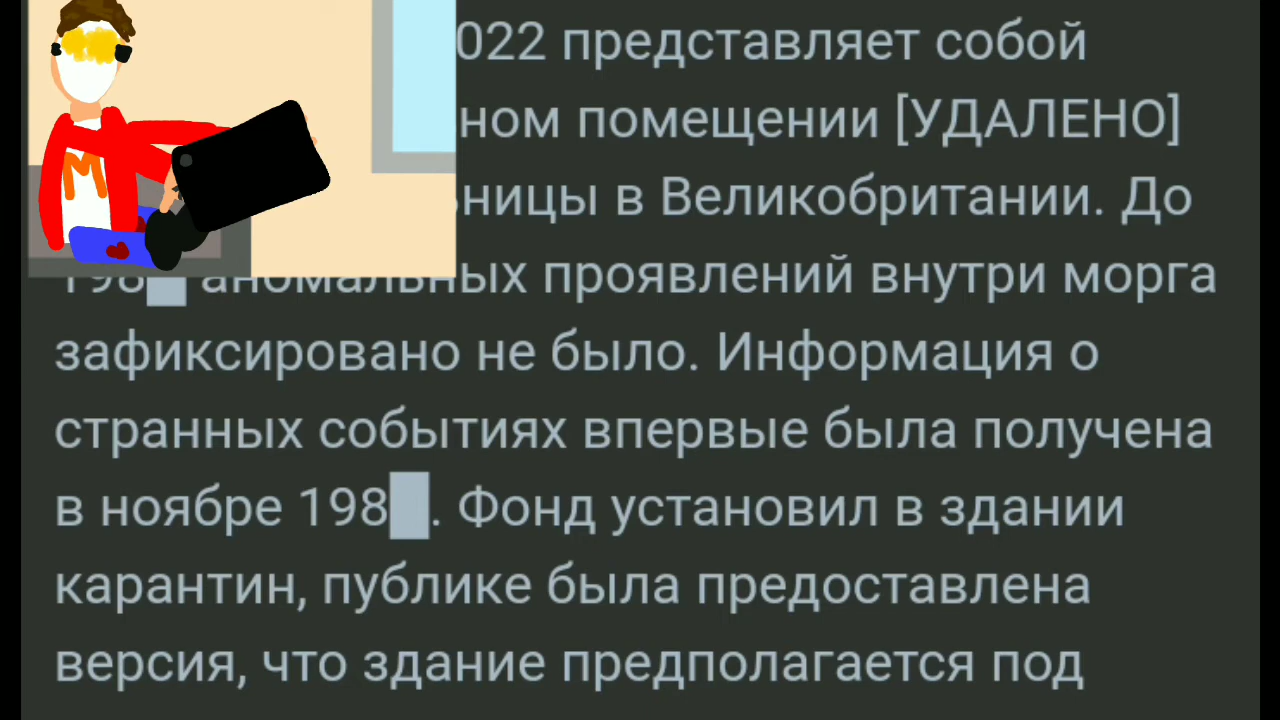 M
022 представляет собой
ном помещении [УДАЛЕНО]
ницы в Великобритании. До
198█ аномальных проявлений внутри морга
зафиксировано не было. Информация о
странных событиях впервые была получена
в ноябре 198█. Фонд установил в здании
карантин, публике была предоставлена
версия, что здание предполагается под